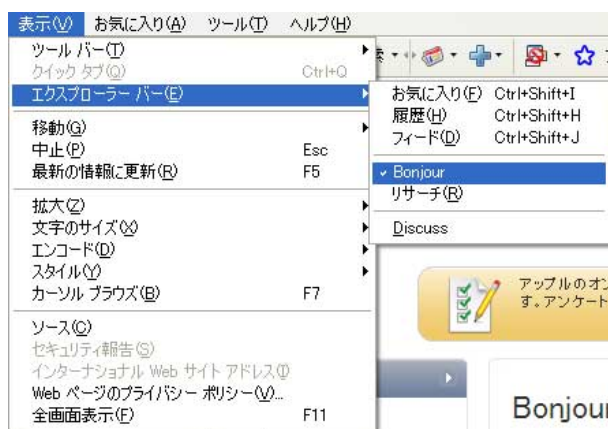 表示(V) お気に入り(A) ツール(T) ヘルプ(H)
ツール バー(T)
クイック タブ(Q) Ctrl+Q
エクスプローラー バー(E)
移動(G)
中止(P) Esc
最新の情報に更新(R) F5
拡大(Z)
文字のサイズ(X)
エンコード(D)
スタイル(Y)
カーソル ブラウズ(B) F7
ソース(C)
セキュリティ報告(S)
インターナショナル Web サイト アドレス(I)
Web ページのプライバシー ポリシー(V)...
全画面表示(F) F11
お気に入り(F) Ctrl+Shift+I
履歴(H) Ctrl+Shift+H
フィード(D) Ctrl+Shift+J
Bonjour
リサーチ(R)
Discuss
アップルのオン
す。アンケート
Bonjour